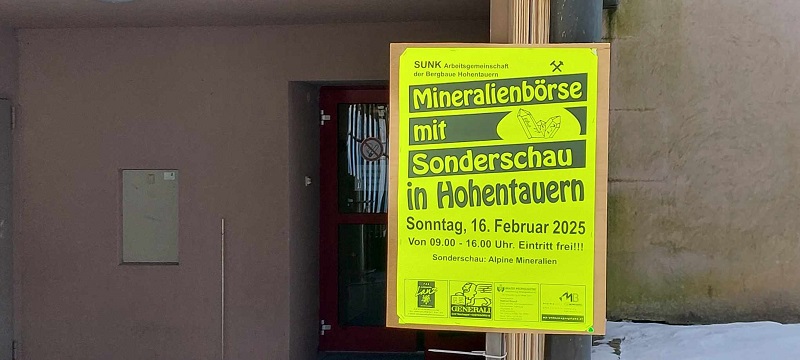 SUNK Arbeitsgemeinschaft
der Bergbaue Hohentauern
Mineralienbörse
mit
Sonderschau
in Hohentauern
Sonntag, 16. Februar 2025
Von 09.00 - 16.00 Uhr. Eintritt frei!!!
Sonderschau: Alpine Mineralien
GENERALI
MB